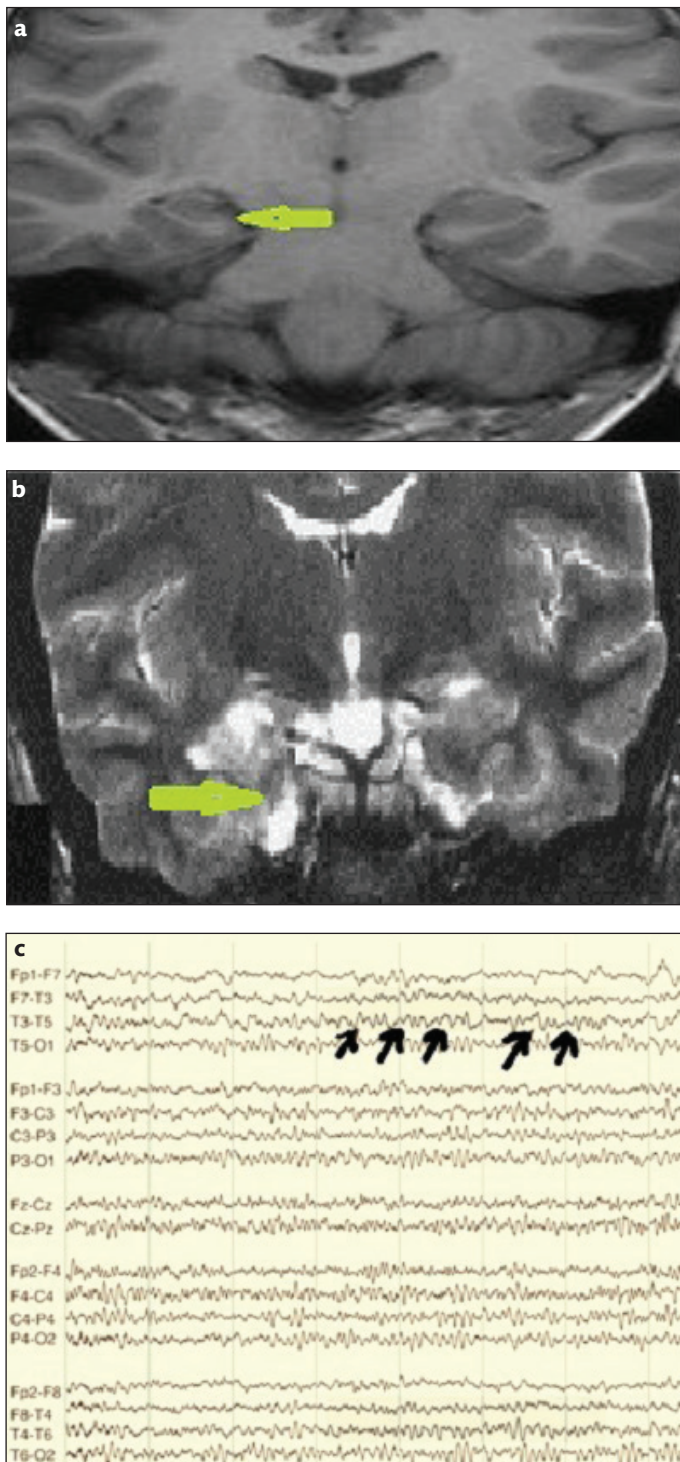 a
b
c
Fp1-F7
F7-T3
T3-T5
T5-O1
Fp1-F3
F3-C3
C3-P3
P3-O1
Fz-Cz
Cz-Pz
Fp2-F4
F4-C4
C4-P4
P4-O2
Fp2-F8
F8-T4
T4-T6
T6-O2